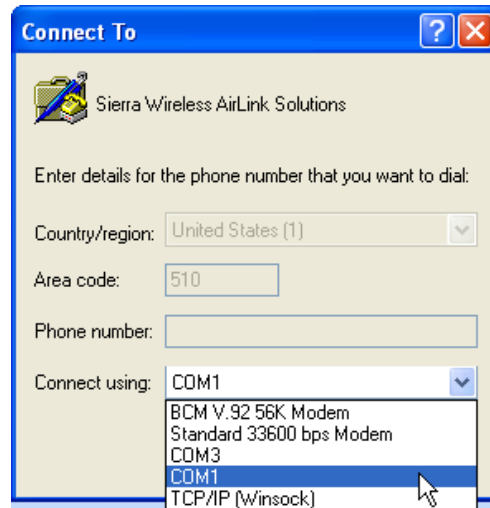 Connect To
Sierra Wireless AirLink Solutions
Enter details for the phone number that you want to dial:
Country/region: United States (1)
Area code: 510
Phone number:
Connect using: COM1
BCM V.92 56K Modem
Standard 33600 bps Modem
COM3
COM1
TCP/IP (Winsock)